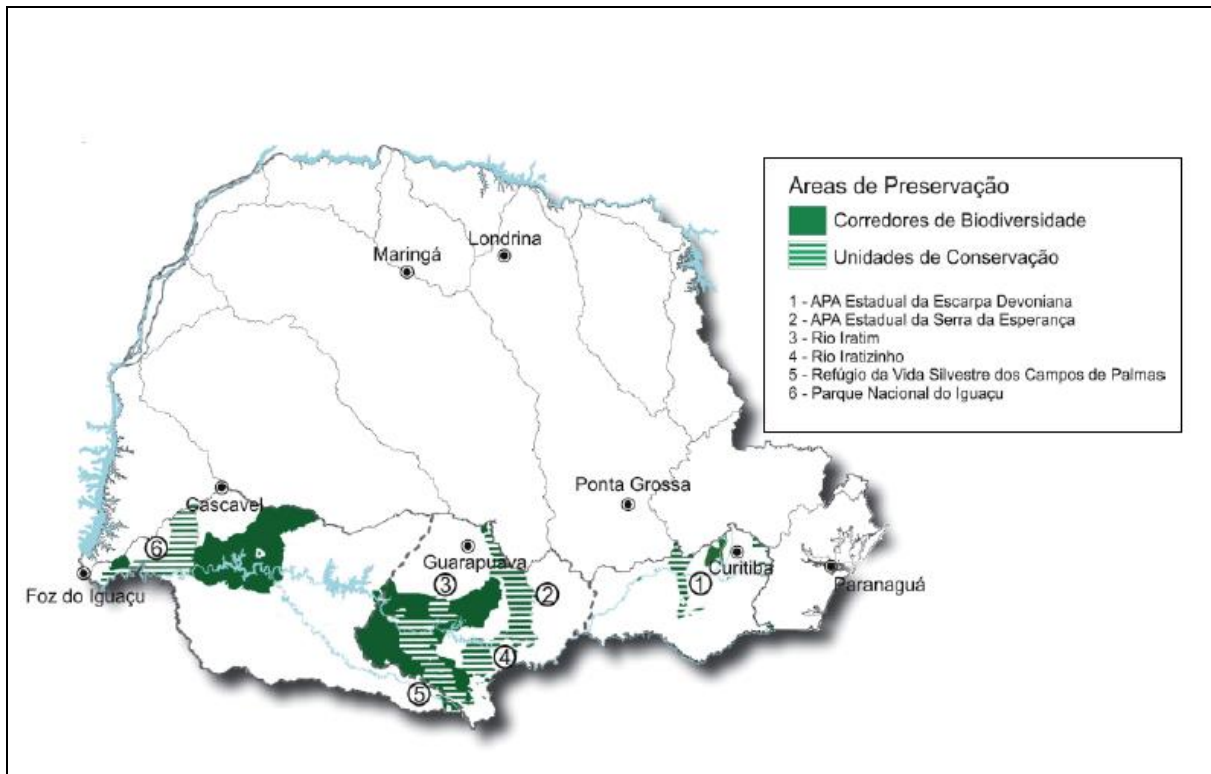 Areas de Preservação
Corredores de Biodiversidade
Unidades de Conservação
1 - APA Estadual da Escarpa Devoniana
2 - APA Estadual da Serra da Esperança
3 - Rio Iratim
4 - Rio Iratizinho
5 - Refúgio da Vida Silvestre dos Campos de Palmas
6 - Parque Nacional do Iguaçu
Londrina
Maringá
Ponta Grossa
Cascavel
6
Guarapuava
Curitiba
Foz do Iguaçu
3
1
Paranaguá
2
4
5